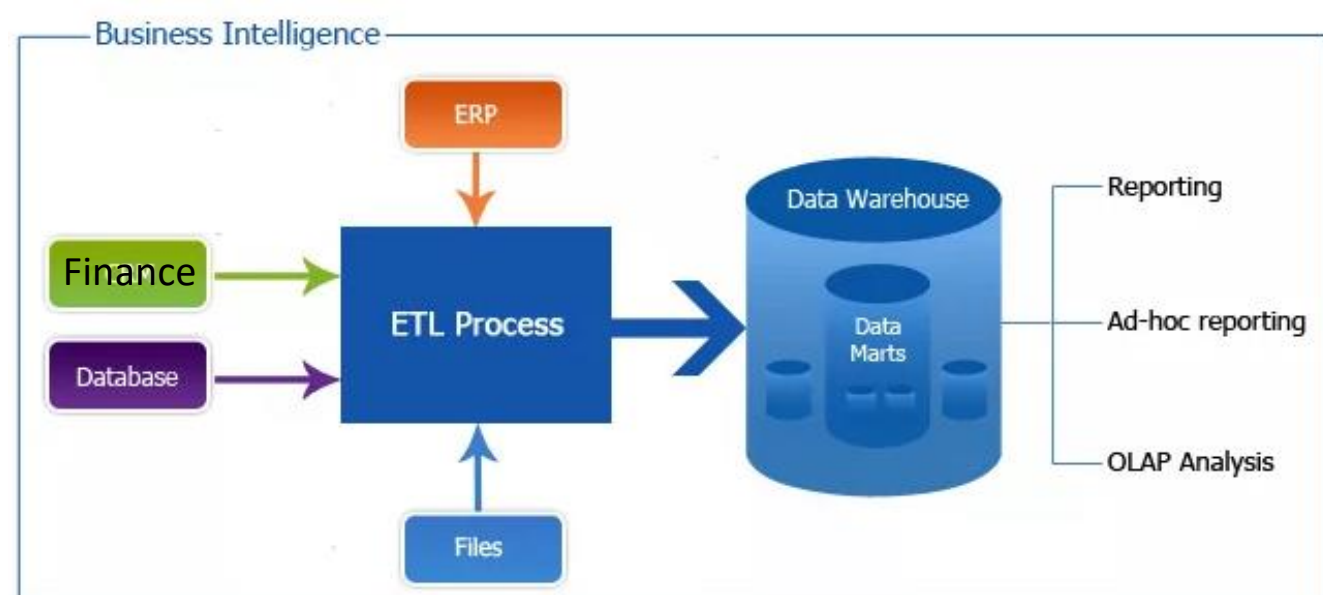 Business Intelligence
ERP
Data Warehouse
Reporting
Finance
ETL Process
Data
Marts
Ad-hoc reporting
Database
OLAP Analysis
Files